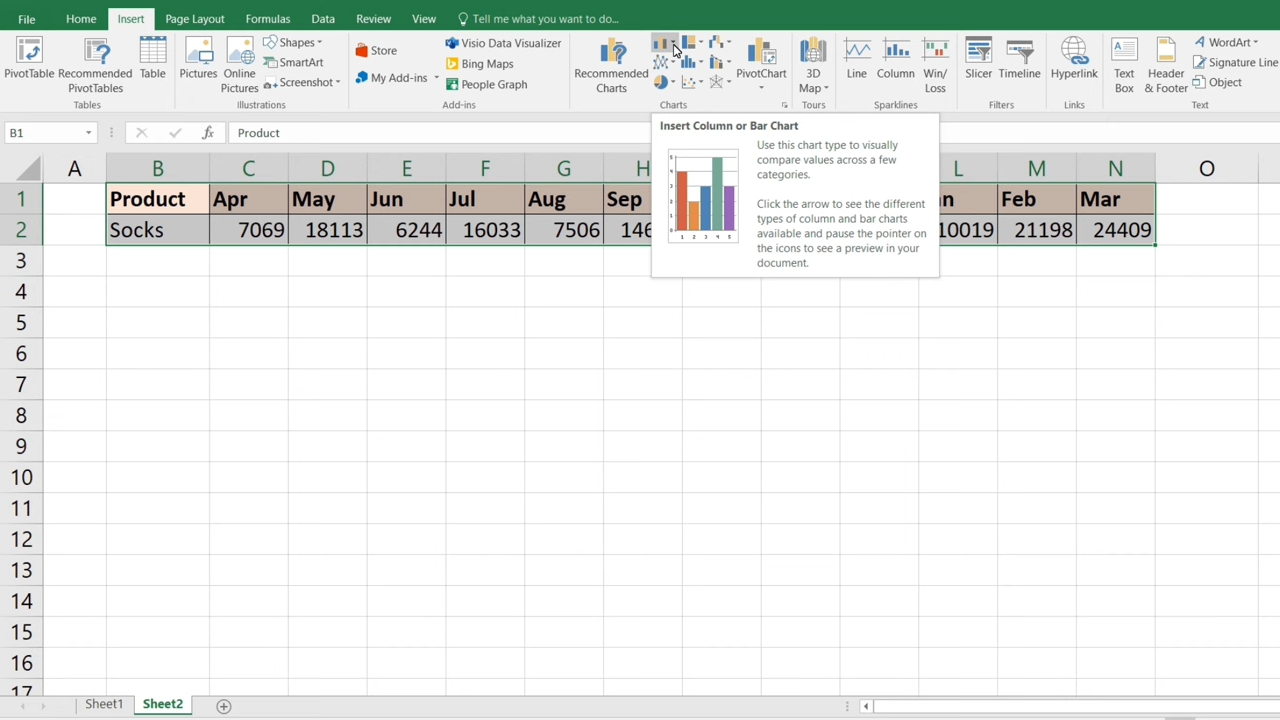 File Home Insert Page Layout Formulas Data Review View Tell me what you want to do...
PivotTable Recommended PivotTables Table
Tables
Pictures Online Pictures Shapes SmartArt Screenshot
Illustrations
Store My Add-ins Visio Data Visualizer Bing Maps People Graph
Add-ins
Recommended Charts PivotChart
Charts
3D Map
Tours
Line Column Win/ Loss
Sparklines
Slicer Timeline
Filters
Hyperlink
Links
Text Box Header & Footer WordArt Signature Line Object
Text
B1 fx Product
Insert Column or Bar Chart
Use this chart type to visually
compare values across a few
categories.
Click the arrow to see the different
types of column and bar charts
available and pause the pointer on
the icons to see a preview in your
document.
1 2 3 4 5
A B C D E F G H L M N O
1 Product Apr May Jun Jul Aug Sep Feb Mar
2 Socks 7069 18113 6244 16033 7506 10019 21198 24409
3
4
5
6
7
8
9
10
11
12
13
14
15
16
17
Sheet1 Sheet2